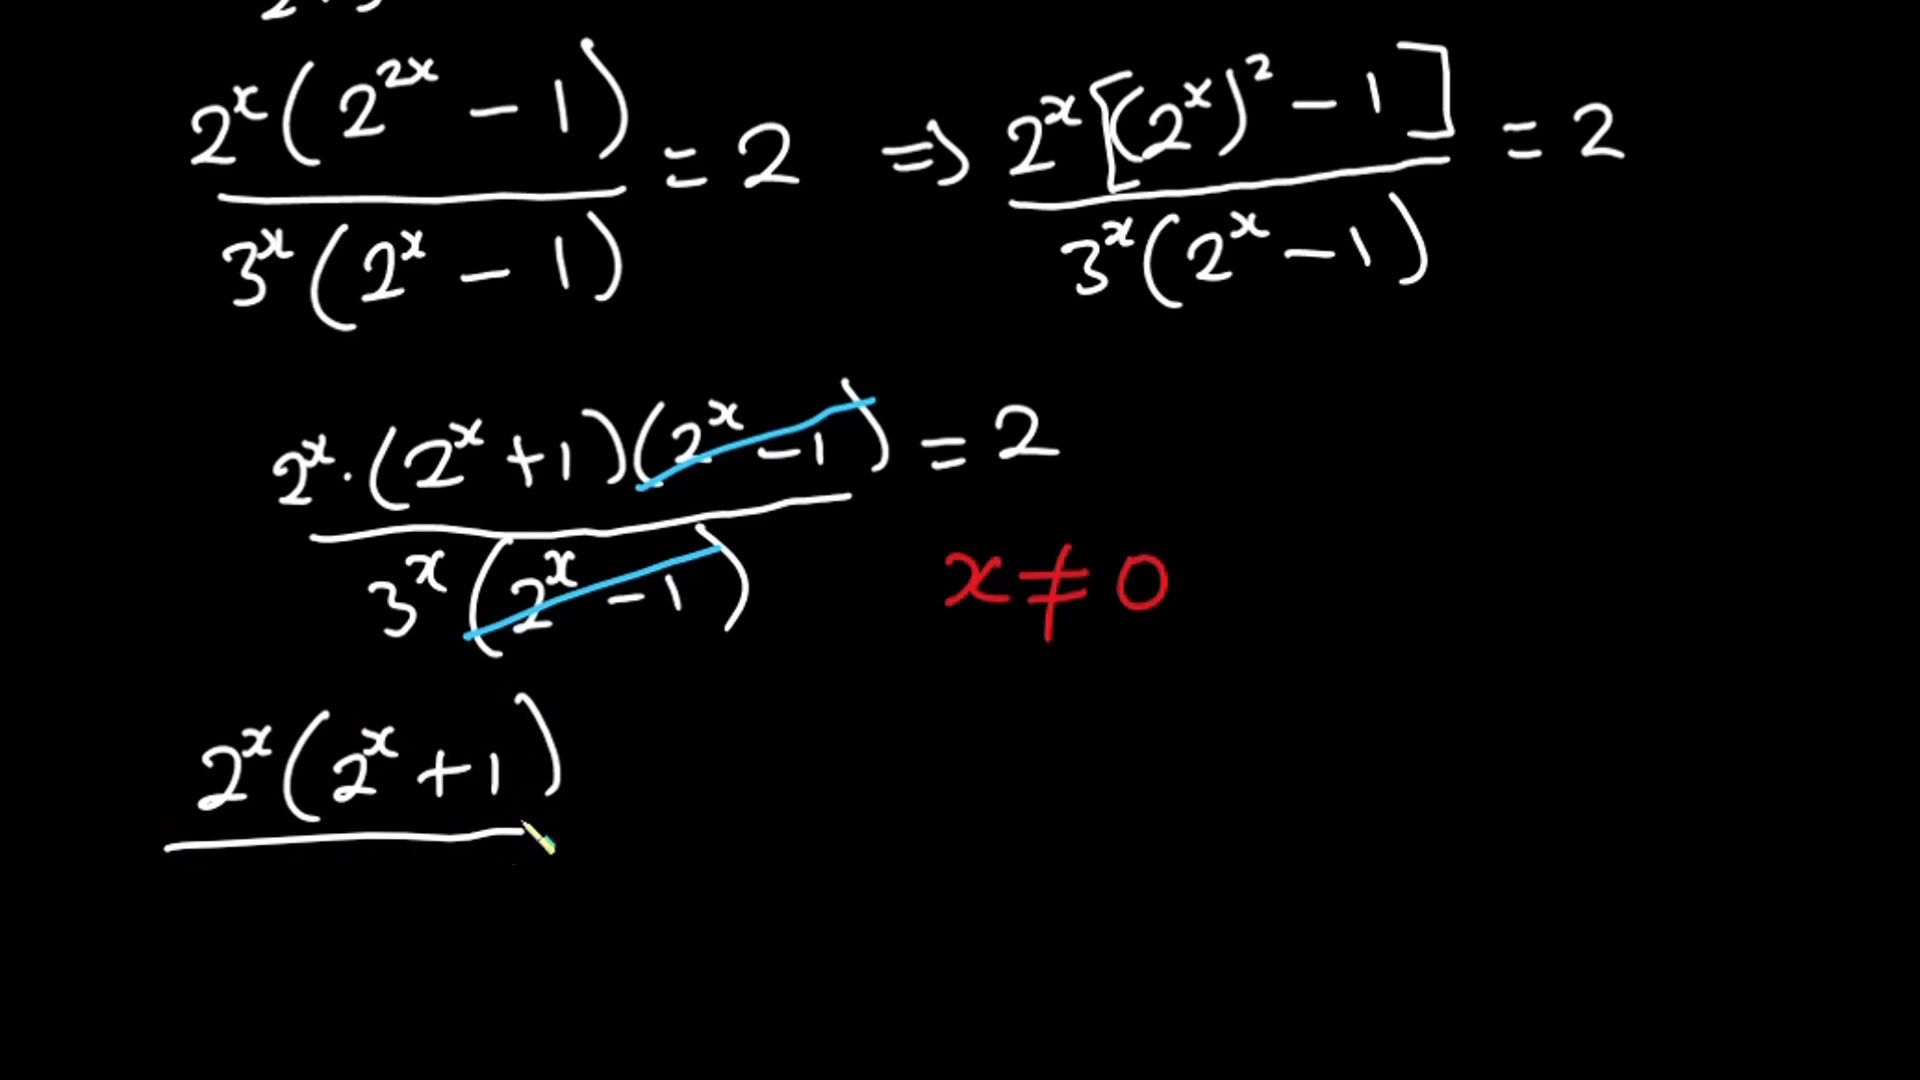 2^x(2^{2x} - 1) / 3^x(2^x - 1) = 2 ⇒ 2^x[(2^x)^2 - 1] / 3^x(2^x - 1) = 2
2^x · (2^x + 1)(2^x - 1) / 3^x(2^x - 1) = 2
x ≠ 0
2^x(2^x + 1)